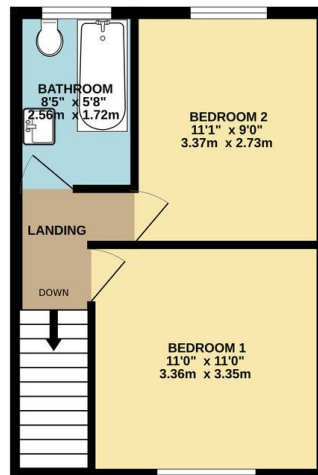 BATHROOM
8'5" x 5'8"
2.56m x 1.72m
BEDROOM 2
11'1" x 9'0"
3.37m x 2.73m
LANDING
DOWN
BEDROOM 1
11'0" x 11'0"
3.36m x 3.35m